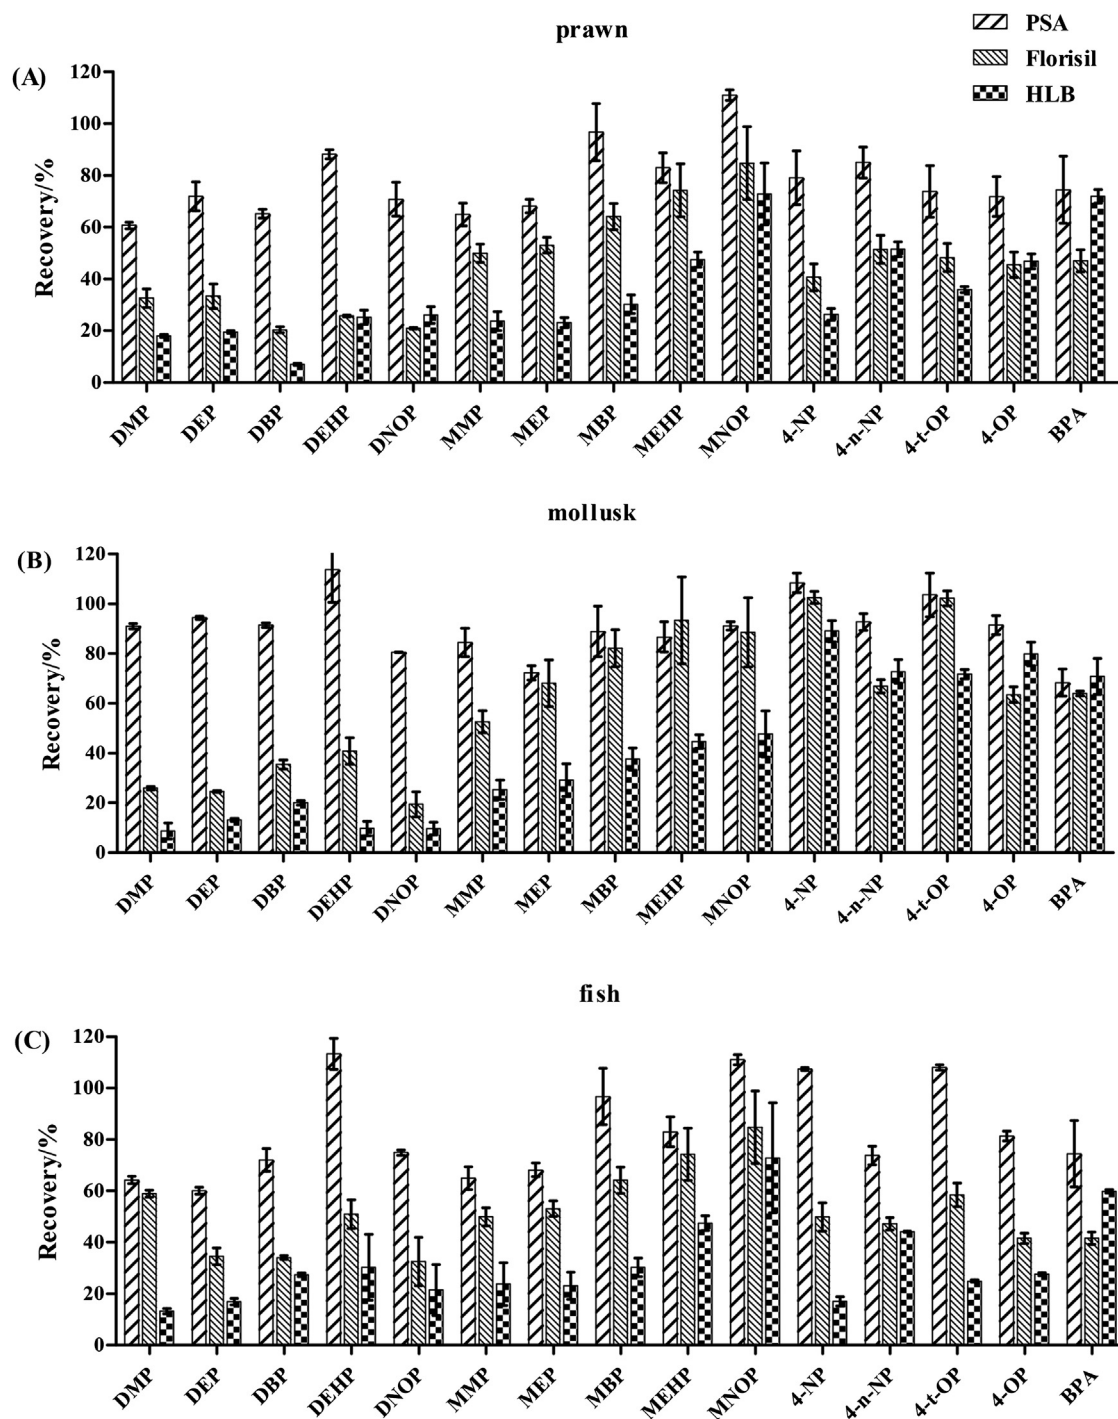 prawn
PSA
Florisil
HLB
(A)
Recovery/%
120
100
80
60
40
20
0
DMP
DEP
DBP
DEHP
DNOP
MMP
MEP
MBP
MEHP
MNOP
4-NP
4-n-NP
4-t-OP
4-OP
BPA
mollusk
(B)
Recovery/%
120
100
80
60
40
20
0
DMP
DEP
DBP
DEHP
DNOP
MMP
MEP
MBP
MEHP
MNOP
4-NP
4-n-NP
4-t-OP
4-OP
BPA
fish
(C)
Recovery/%
120
100
80
60
40
20
0
DMP
DEP
DBP
DEHP
DNOP
MMP
MEP
MBP
MEHP
MNOP
4-NP
4-n-NP
4-t-OP
4-OP
BPA